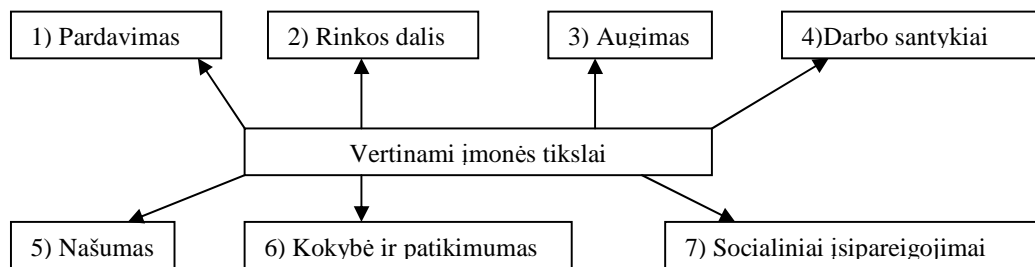 1) Pardavimas
2) Rinkos dalis
3) Augimas
4)Darbo santykiai
Vertinami įmonės tikslai
5) Našumas
6) Kokybė ir patikimumas
7) Socialiniai įsipareigojimai